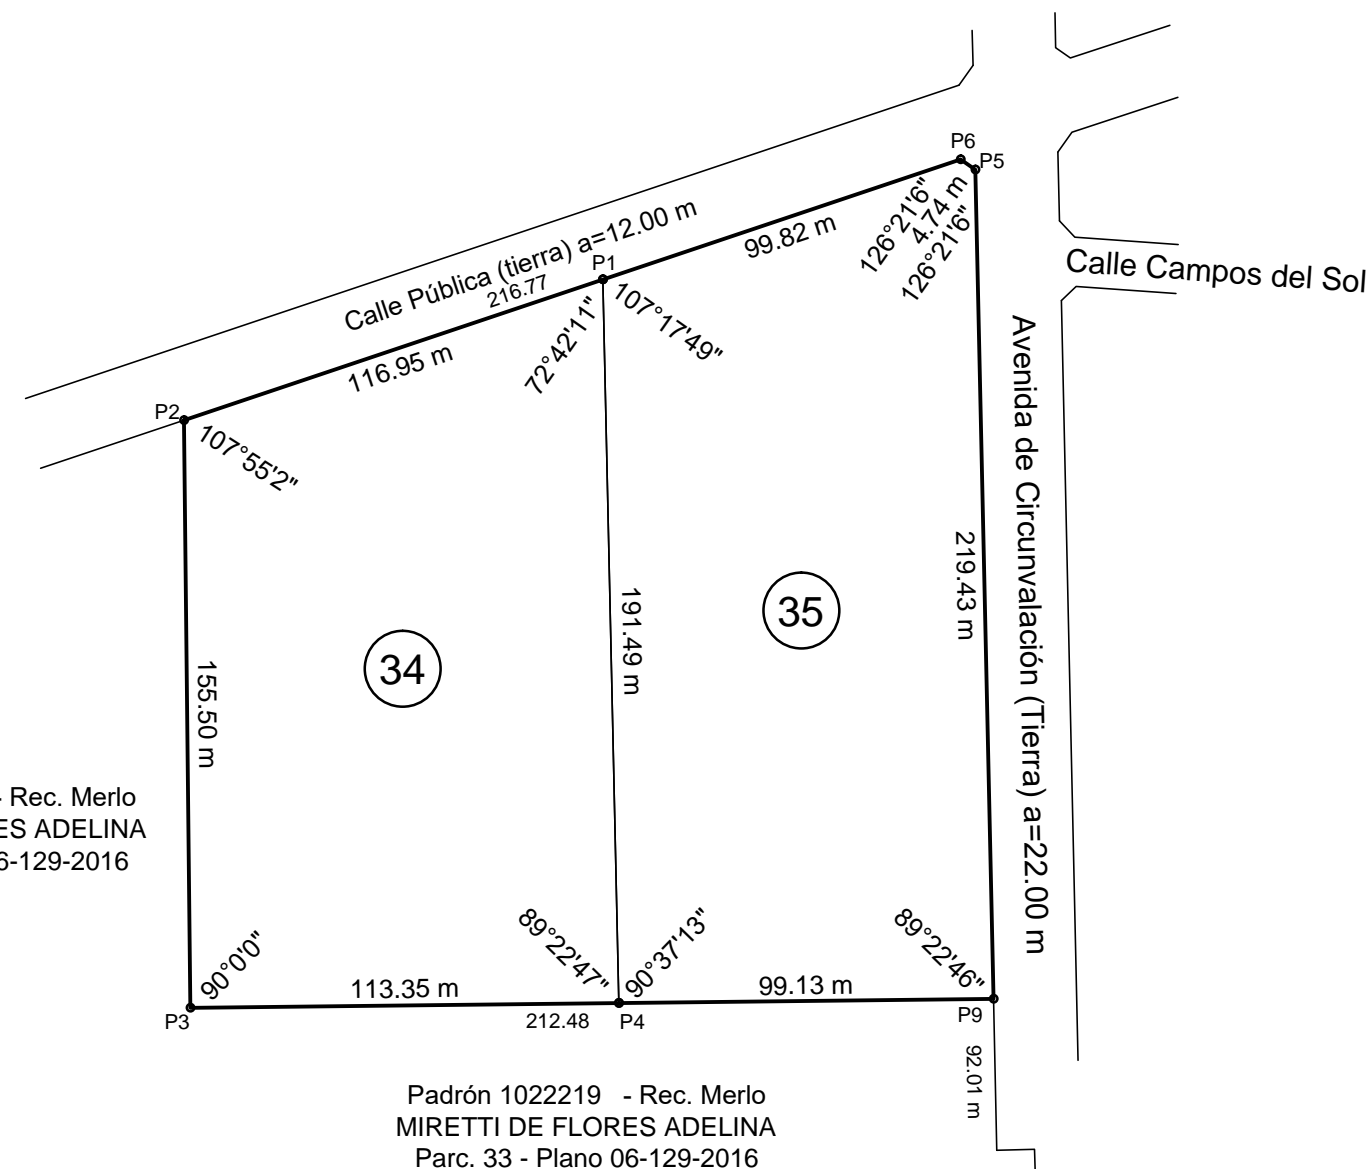 P6
P5
126°21'6"
4.74 m
126°21'6"
99.82 m
Calle Pública (tierra) a=12.00 m
216.77
P1
107°17'49"
72°42'11"
116.95 m
P2
107°55'2"
Calle Campos del Sol
Avenida de Circunvalación (Tierra) a=22.00 m
219.43 m
35
191.49 m
34
155.50 m
- Rec. Merlo
ES ADELINA
6-129-2016
90°0'0"
89°22'47"
90°37'13"
89°22'46"
113.35 m
99.13 m
P3
212.48
P4
P9
92.01 m
Padrón 1022219 - Rec. Merlo
MIRETTI DE FLORES ADELINA
Parc. 33 - Plano 06-129-2016